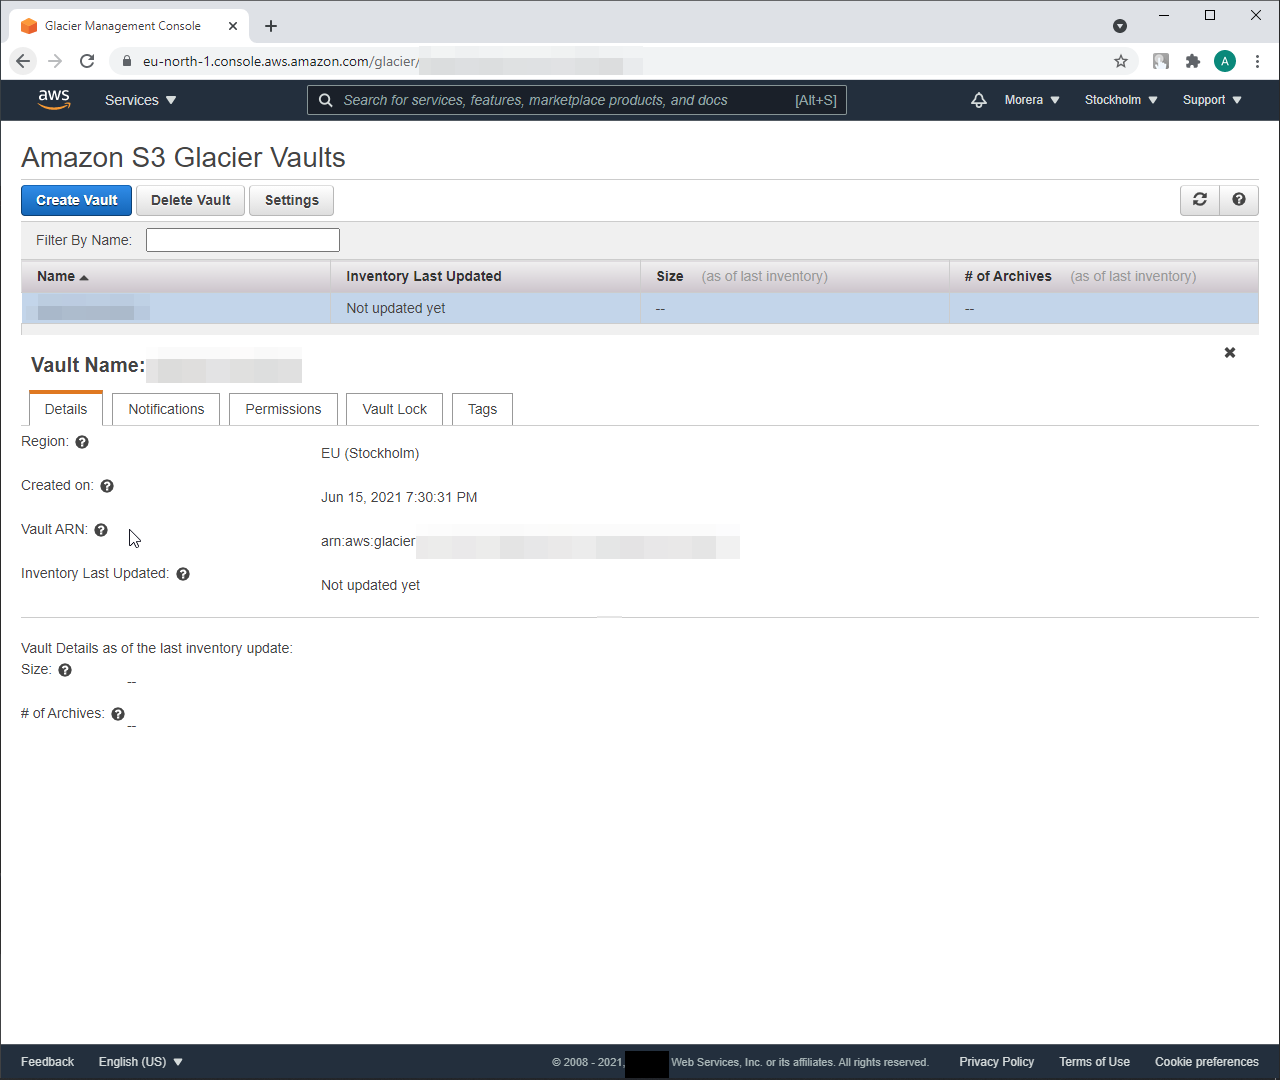 Glacier Management Console
eu-north-1.console.aws.amazon.com/glacier/
A
aws Services Search for services, features, marketplace products, and docs [Alt+S] Morera Stockholm Support
Amazon S3 Glacier Vaults
Create Vault Delete Vault Settings
Filter By Name:
Name Inventory Last Updated Size (as of last inventory) # of Archives (as of last inventory)
Not updated yet -- --
Vault Name:
Details Notifications Permissions Vault Lock Tags
Region:
EU (Stockholm)
Created on:
Jun 15, 2021 7:30:31 PM
Vault ARN:
arn:aws:glacier
Inventory Last Updated:
Not updated yet
Vault Details as of the last inventory update:
Size:
--
# of Archives:
--
Feedback English (US) © 2008 - 2021, Web Services, Inc. or its affiliates. All rights reserved. Privacy Policy Terms of Use Cookie preferences